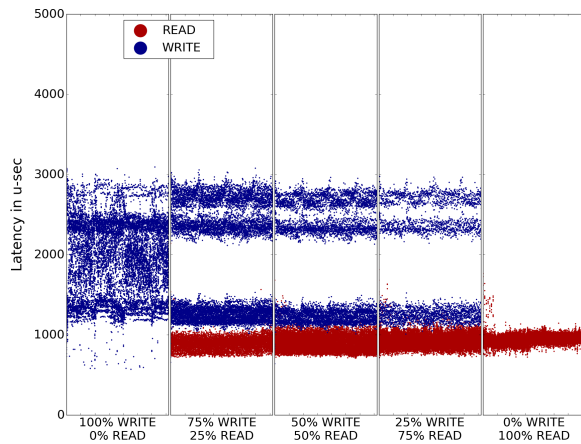 5000
READ
WRITE
4000
3000
Latency in u-sec
2000
1000
0
100% WRITE 75% WRITE 50% WRITE 25% WRITE 0% WRITE
0% READ 25% READ 50% READ 75% READ 100% READ